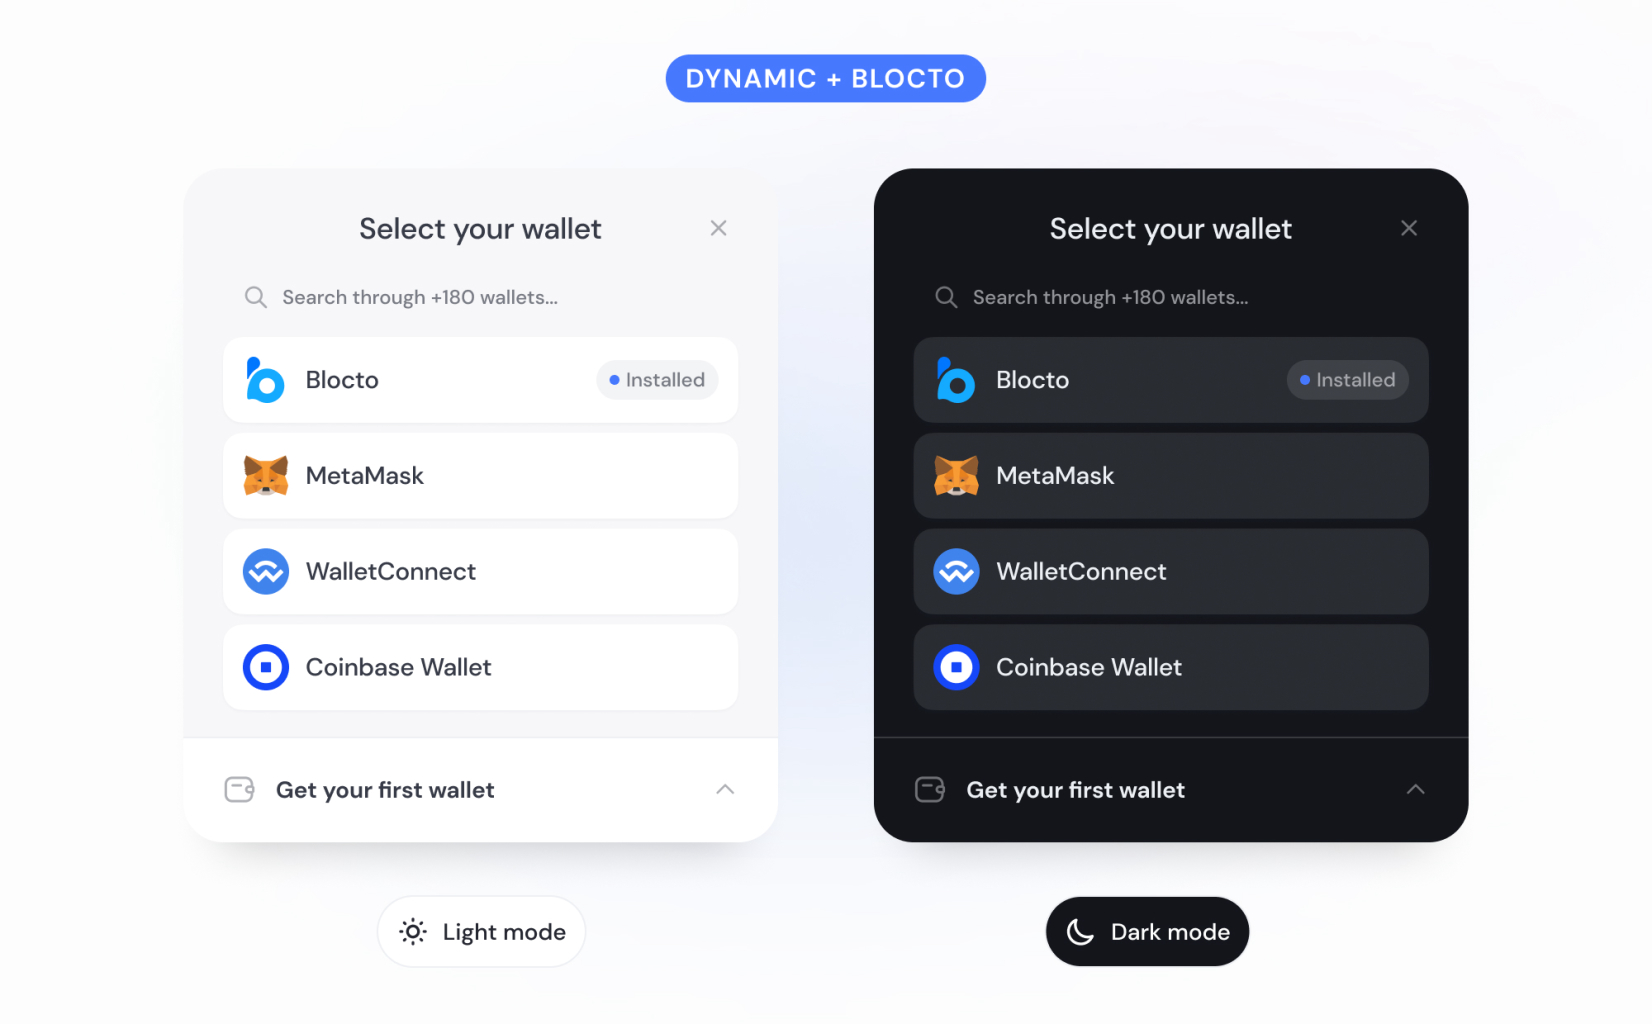 DYNAMIC + BLOCTO
Select your wallet
Search through +180 wallets...
Blocto
Installed
MetaMask
WalletConnect
Coinbase Wallet
Get your first wallet
Light mode
Select your wallet
Search through +180 wallets...
Blocto
Installed
MetaMask
WalletConnect
Coinbase Wallet
Get your first wallet
Dark mode